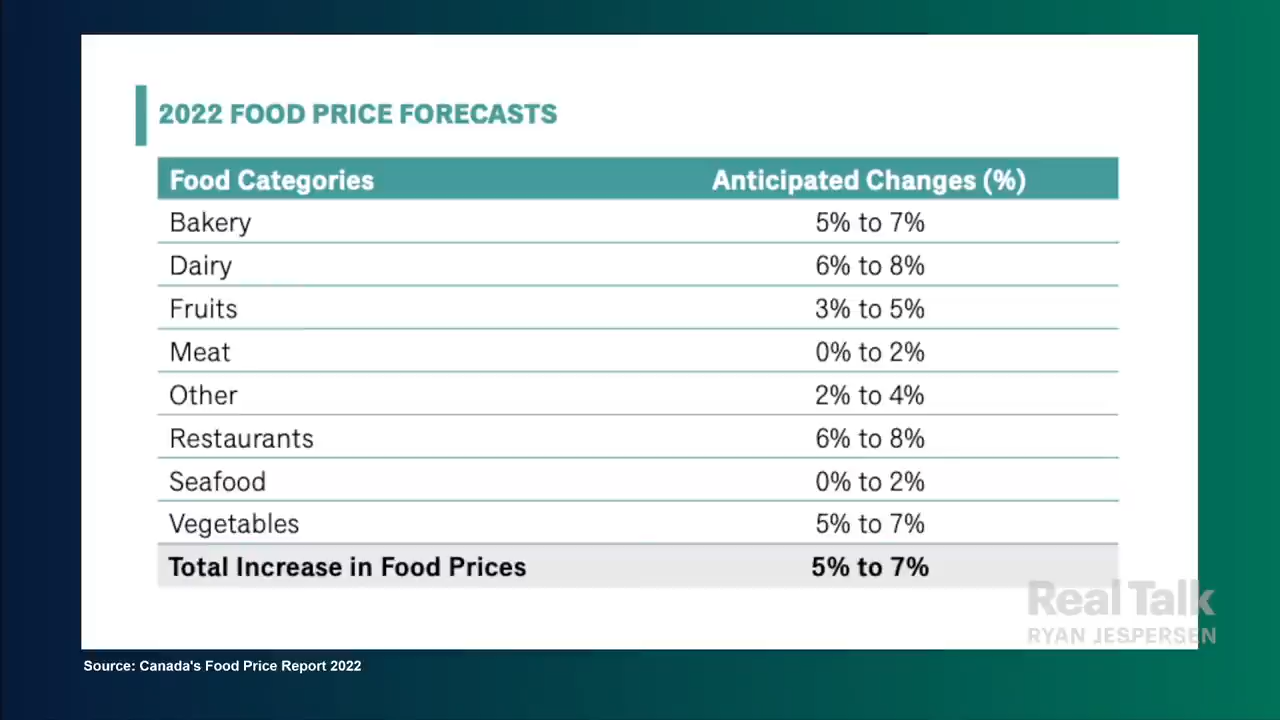 2022 FOOD PRICE FORECASTS
Food Categories Anticipated Changes (%)
Bakery 5% to 7%
Dairy 6% to 8%
Fruits 3% to 5%
Meat 0% to 2%
Other 2% to 4%
Restaurants 6% to 8%
Seafood 0% to 2%
Vegetables 5% to 7%
Total Increase in Food Prices 5% to 7%
Real Talk
RYAN JESPERSEN
Source: Canada's Food Price Report 2022